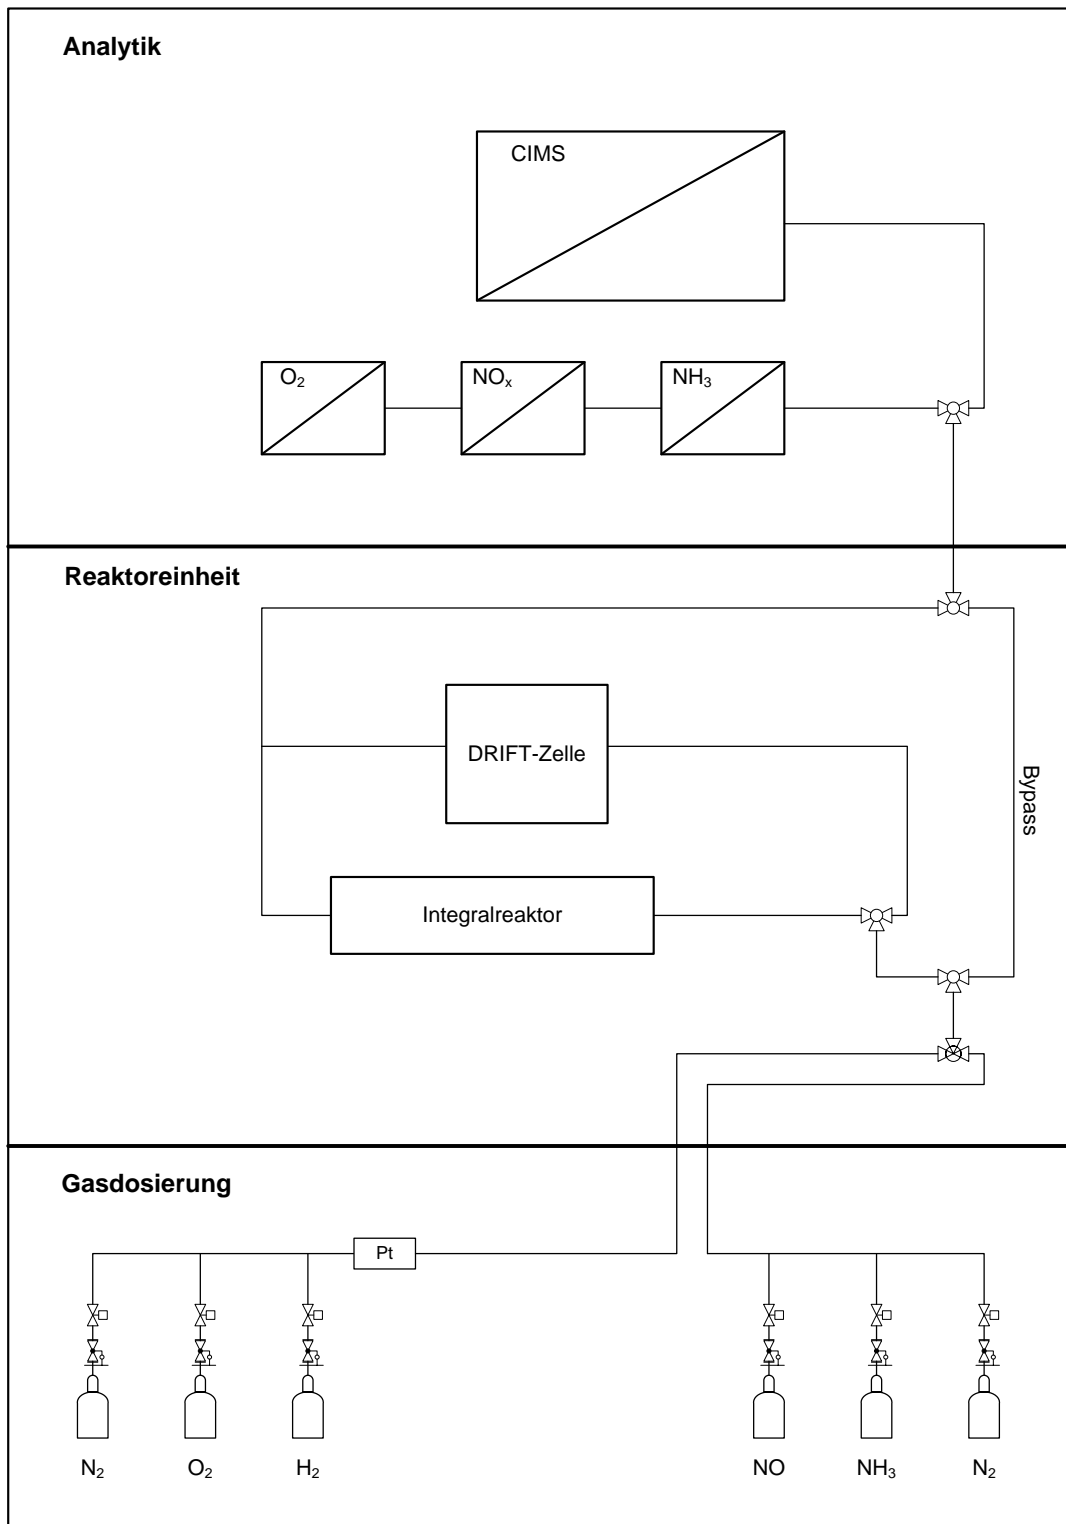 Analytik
CIMS
O₂ NOₓ NH₃
Reaktoreinheit
DRIFT-Zelle
Bypass
Integralreaktor
Gasdosierung
Pt
N₂ O₂ H₂ NO NH₃ N₂